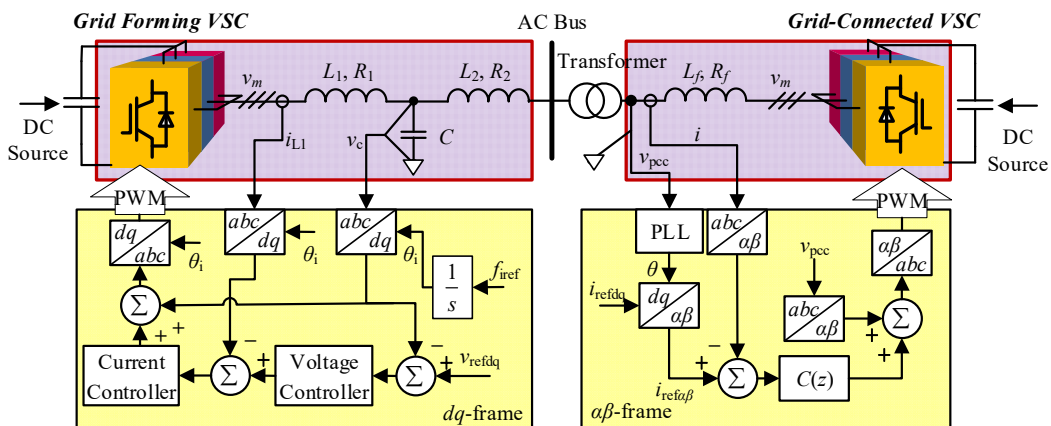 Grid Forming VSC
AC Bus
Grid-Connected VSC
Transformer
DC
Source
v_m
L_1, R_1
L_2, R_2
i_L1
v_c
C
L_f, R_f
v_m
i
v_pcc
DC
Source
PWM
PWM
dq
abc
θ_i
abc
dq
θ_i
abc
dq
θ_i
1
s
f_iref
Σ
+
+
−
−
Current
Controller
Σ
+
Voltage
Controller
Σ
+
v_refdq
dq-frame
PLL
abc
αβ
θ
i_refdq
dq
αβ
v_pcc
abc
αβ
αβ
abc
Σ
+
+
−
+
Σ
C(z)
i_refαβ
αβ-frame